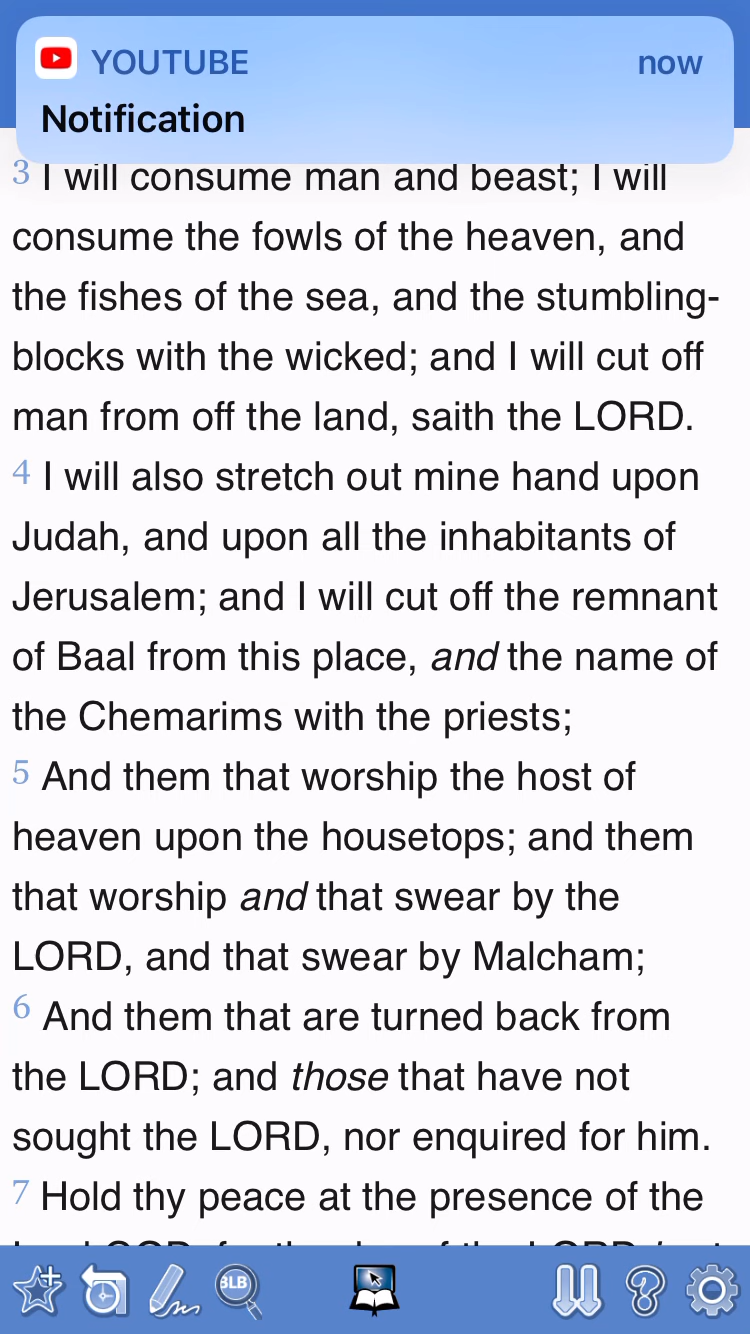 YOUTUBE now
Notification
3 I will consume man and beast; I will
consume the fowls of the heaven, and
the fishes of the sea, and the stumbling-
blocks with the wicked; and I will cut off
man from off the land, saith the LORD.
4 I will also stretch out mine hand upon
Judah, and upon all the inhabitants of
Jerusalem; and I will cut off the remnant
of Baal from this place, and the name of
the Chemarims with the priests;
5 And them that worship the host of
heaven upon the housetops; and them
that worship and that swear by the
LORD, and that swear by Malcham;
6 And them that are turned back from
the LORD; and those that have not
sought the LORD, nor enquired for him.
7 Hold thy peace at the presence of the
BLB